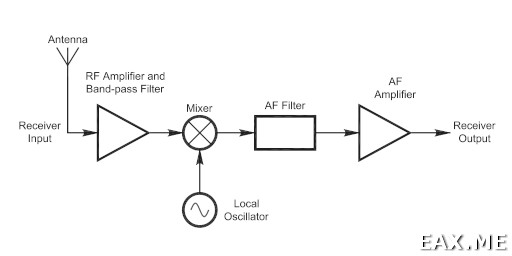 Antenna
RF Amplifier and
Band-pass Filter
Mixer
AF Filter
AF
Amplifier
Receiver
Input
Receiver
Output
Local
Oscillator
EAX.ME